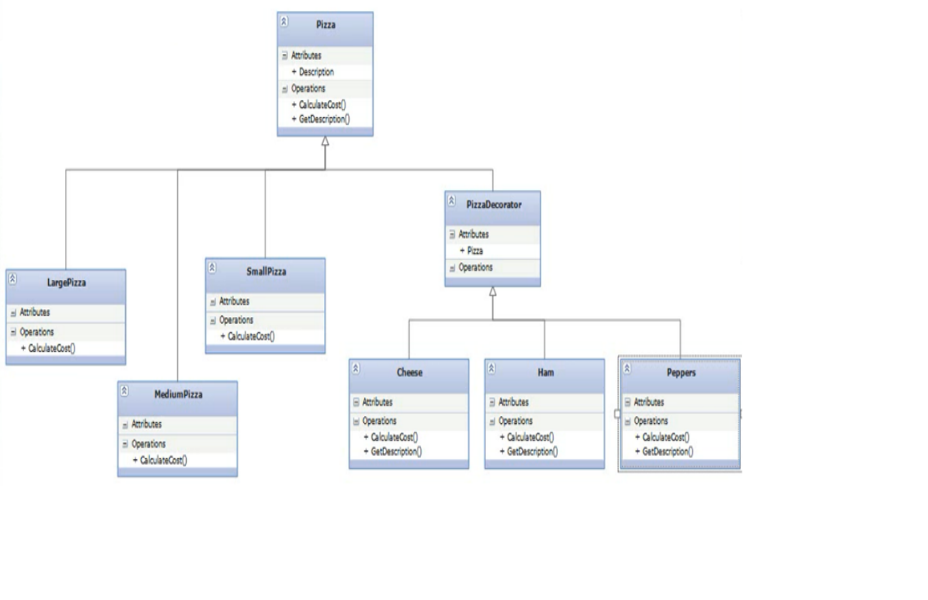 Pizza
Attributes
+ Description
Operations
+ CalculateCost()
+ GetDescription()
PizzaDecorator
Attributes
+ Pizza
Operations
LargePizza
Attributes
Operations
+ CalculateCost()
SmallPizza
Attributes
Operations
+ CalculateCost()
MediumPizza
Attributes
Operations
+ CalculateCost()
Cheese
Attributes
Operations
+ CalculateCost()
+ GetDescription()
Ham
Attributes
Operations
+ CalculateCost()
+ GetDescription()
Peppers
Attributes
Operations
+ CalculateCost()
+ GetDescription()